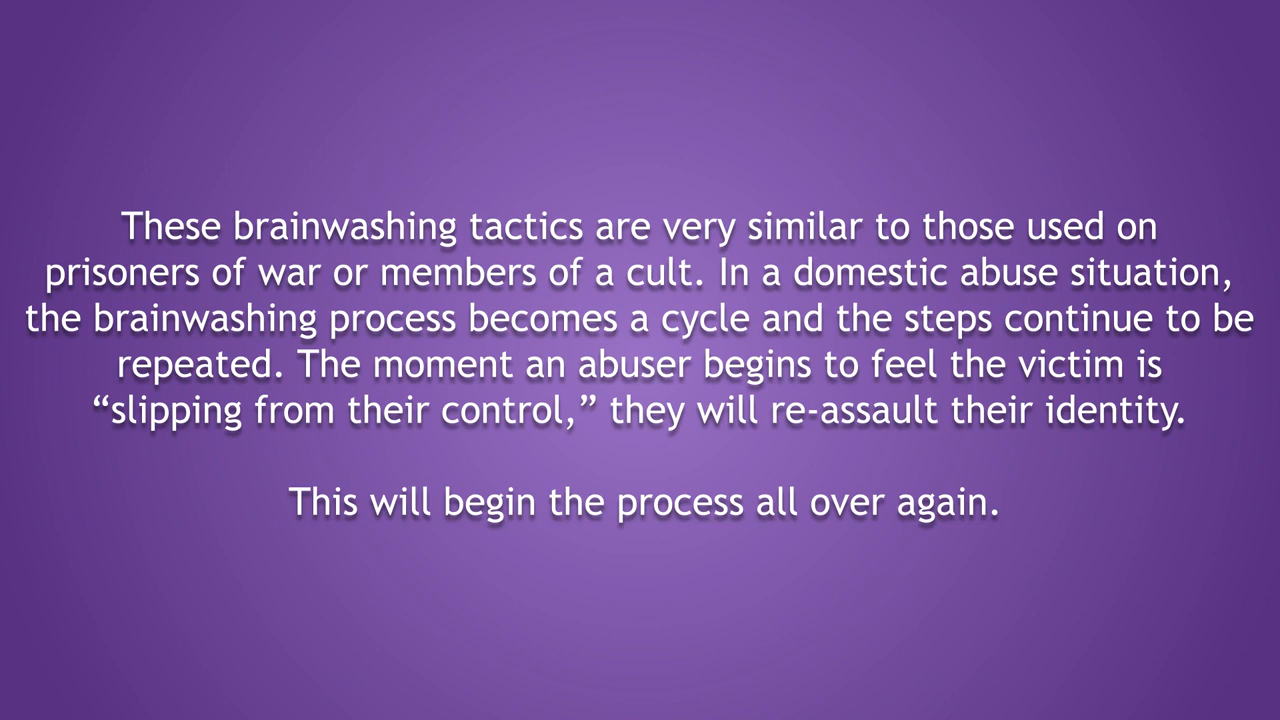 These brainwashing tactics are very similar to those used on
prisoners of war or members of a cult. In a domestic abuse situation,
the brainwashing process becomes a cycle and the steps continue to be
repeated. The moment an abuser begins to feel the victim is
“slipping from their control,” they will re-assault their identity.
This will begin the process all over again.